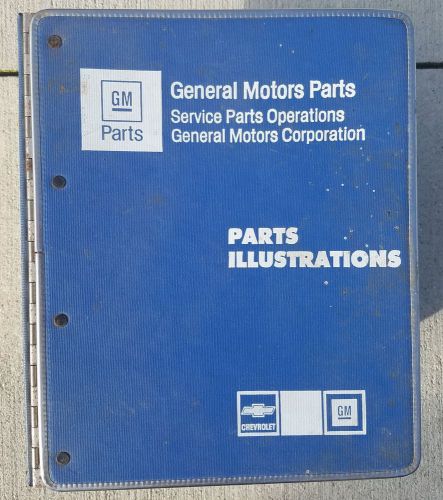 GM
Parts
General Motors Parts
Service Parts Operations
General Motors Corporation
PARTS
ILLUSTRATIONS
CHEVROLET
GM